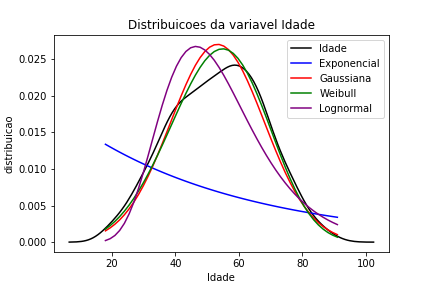 Distribuicoes da variavel Idade
Idade
Exponencial
Gaussiana
Weibull
Lognormal
distribuicao
0.025
0.020
0.015
0.010
0.005
0.000
20 40 60 80 100
Idade